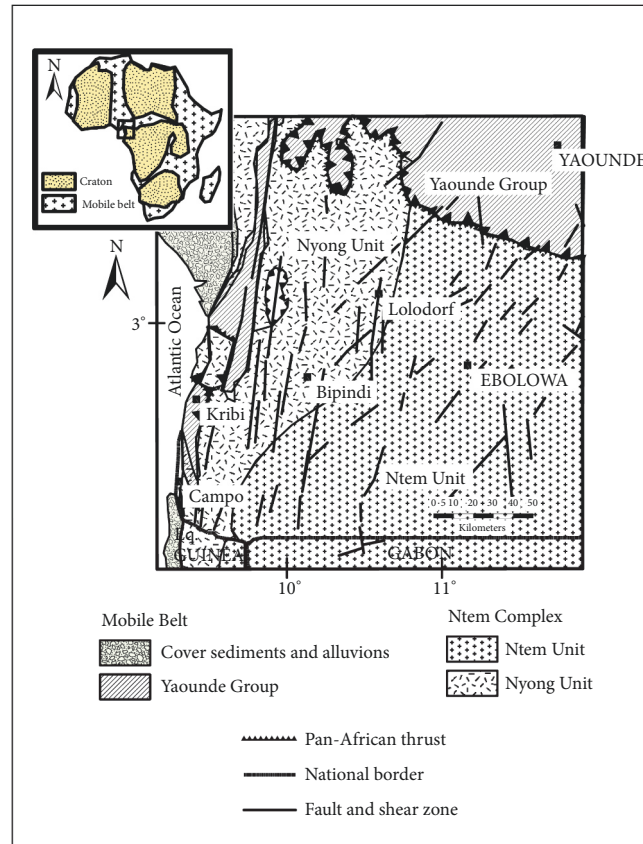 N
Craton
Mobile belt
YAOUNDE
Yaounde Group
N
Nyong Unit
Lolodorf
3°
Atlantic Ocean
EBOLOWA
Bipindi
Kribi
Ntem Unit
Campo
0 5 10 20 30 40 50
Kilometers
Eq.
GUINEA
GABON
10°
11°
Mobile Belt
Cover sediments and alluvions
Yaounde Group
Ntem Complex
Ntem Unit
Nyong Unit
Pan-African thrust
National border
Fault and shear zone